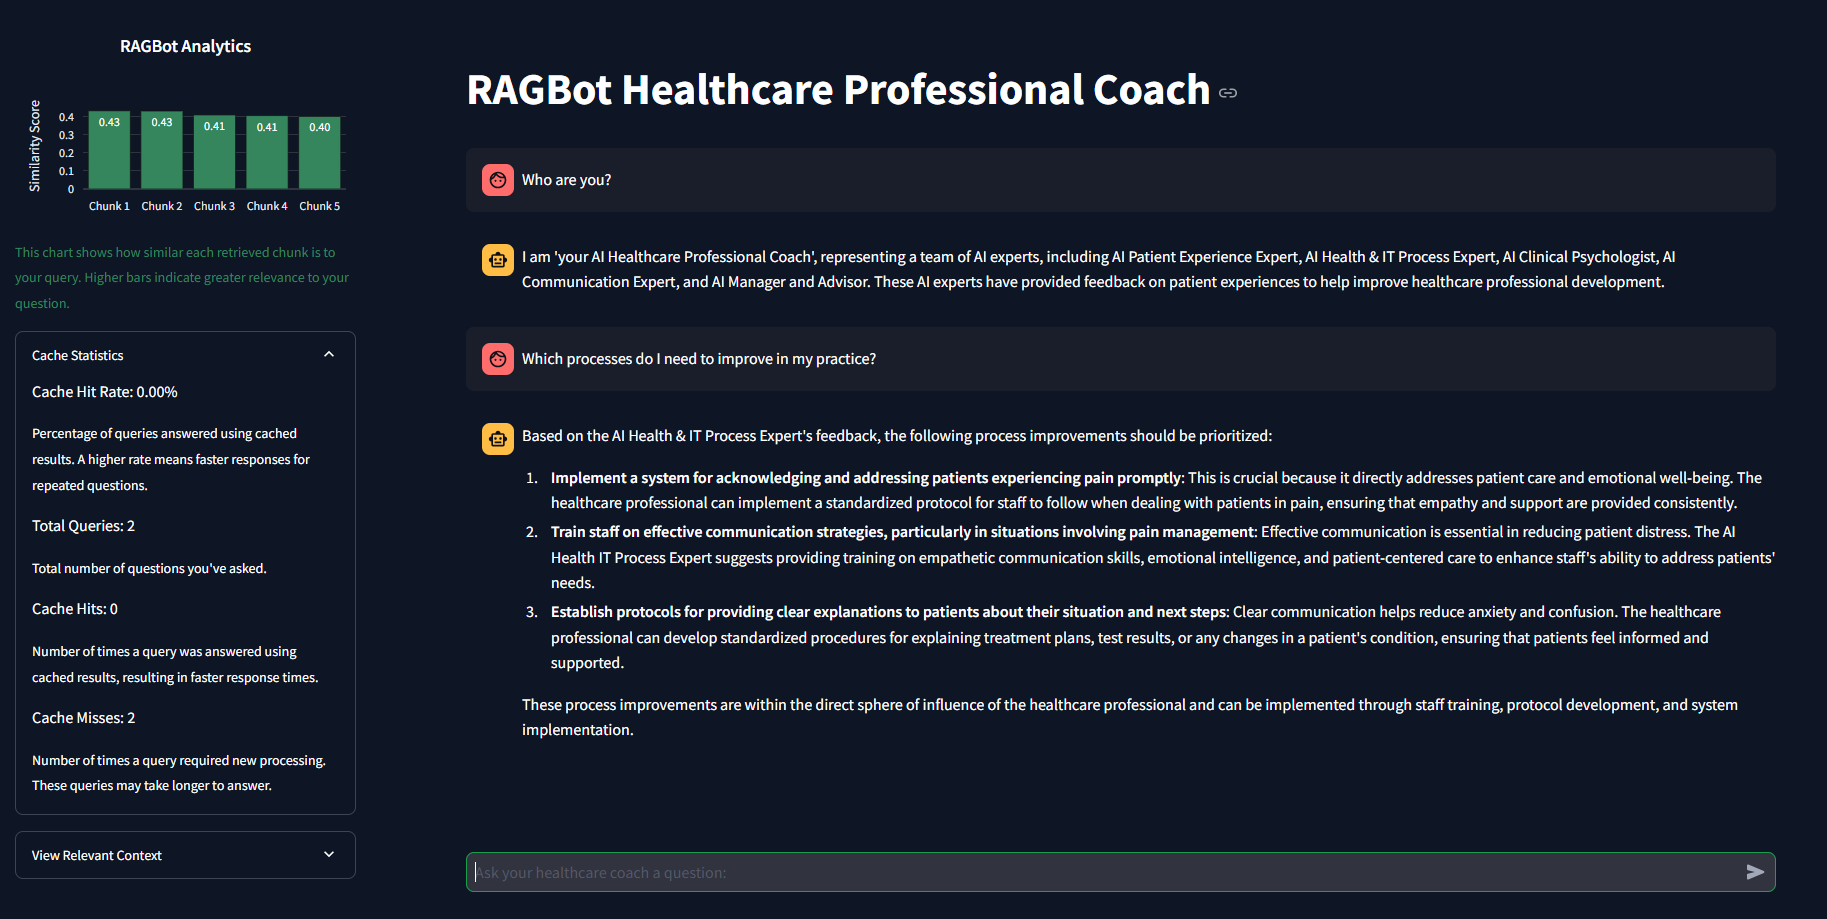 RAGBot Analytics
Similarity Score
0.4
0.3
0.2
0.1
0
0.43
0.43
0.41
0.41
0.40
Chunk 1
Chunk 2
Chunk 3
Chunk 4
Chunk 5
This chart shows how similar each retrieved chunk is to
your query. Higher bars indicate greater relevance to your
question.
Cache Statistics
Cache Hit Rate: 0.00%
Percentage of queries answered using cached
results. A higher rate means faster responses for
repeated questions.
Total Queries: 2
Total number of questions you've asked.
Cache Hits: 0
Number of times a query was answered using
cached results, resulting in faster response times.
Cache Misses: 2
Number of times a query required new processing.
These queries may take longer to answer.
View Relevant Context
RAGBot Healthcare Professional Coach
Who are you?
I am 'your AI Healthcare Professional Coach', representing a team of AI experts, including AI Patient Experience Expert, AI Health & IT Process Expert, AI Clinical Psychologist, AI
Communication Expert, and AI Manager and Advisor. These AI experts have provided feedback on patient experiences to help improve healthcare professional development.
Which processes do I need to improve in my practice?
Based on the AI Health & IT Process Expert's feedback, the following process improvements should be prioritized:
1. Implement a system for acknowledging and addressing patients experiencing pain promptly: This is crucial because it directly addresses patient care and emotional well-being. The
healthcare professional can implement a standardized protocol for staff to follow when dealing with patients in pain, ensuring that empathy and support are provided consistently.
2. Train staff on effective communication strategies, particularly in situations involving pain management: Effective communication is essential in reducing patient distress. The AI
Health IT Process Expert suggests providing training on empathetic communication skills, emotional intelligence, and patient-centered care to enhance staff's ability to address patients'
needs.
3. Establish protocols for providing clear explanations to patients about their situation and next steps: Clear communication helps reduce anxiety and confusion. The healthcare
professional can develop standardized procedures for explaining treatment plans, test results, or any changes in a patient's condition, ensuring that patients feel informed and
supported.
These process improvements are within the direct sphere of influence of the healthcare professional and can be implemented through staff training, protocol development, and system
implementation.
Ask your healthcare coach a question: